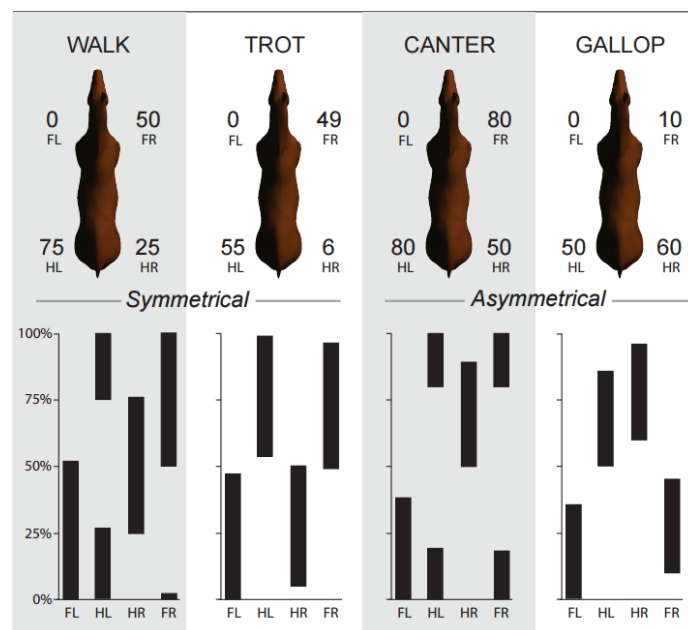 WALK TROT CANTER GALLOP
0 50 0 49 0 80 0 10
FL FR FL FR FL FR FL FR
75 25 55 6 80 50 50 60
HL HR HL HR HL HR HL HR
Symmetrical Asymmetrical
100%
75%
50%
25%
0%
FL HL HR FR FL HL HR FR FL HL HR FR FL HL HR FR